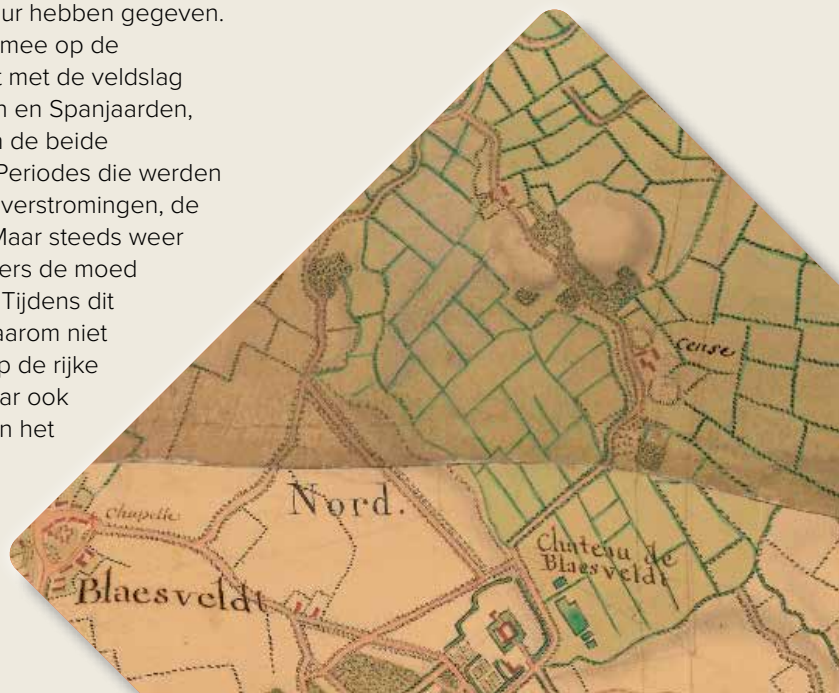 ur hebben gegeven.
mee op de
t met de veldslag
n en Spanjaarden,
n de beide
Periodes die werden
verstromingen, de
Maar steeds weer
ers de moed
Tijdens dit
aarom niet
p de rijke
ar ook
n het
Cense
Nord.
Chapelle
Chateau de
Blaesveldt
Blaesveldt